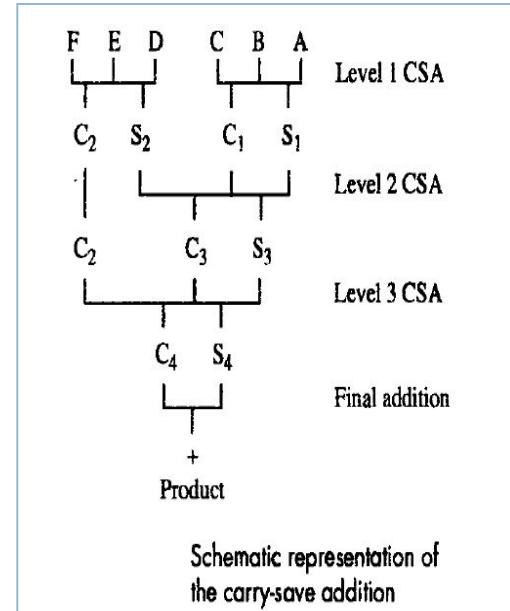 F E D C B A
Level 1 CSA
C₂ S₂ C₁ S₁
Level 2 CSA
C₂ C₃ S₃
Level 3 CSA
C₄ S₄
Final addition
+
Product
Schematic representation of
the carry-save addition